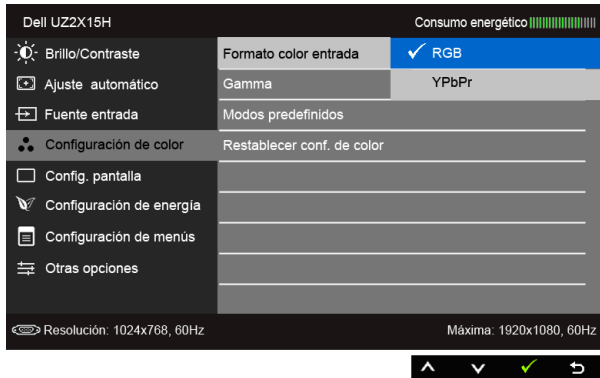 Dell UZ2X15H Consumo energético
Brillo/Contraste Formato color entrada RGB
Ajuste automático Gamma YPbPr
Fuente entrada Modos predefinidos
Configuración de color Restablecer conf. de color
Config. pantalla
Configuración de energía
Configuración de menús
Otras opciones
Resolución: 1024x768, 60Hz Máxima: 1920x1080, 60Hz